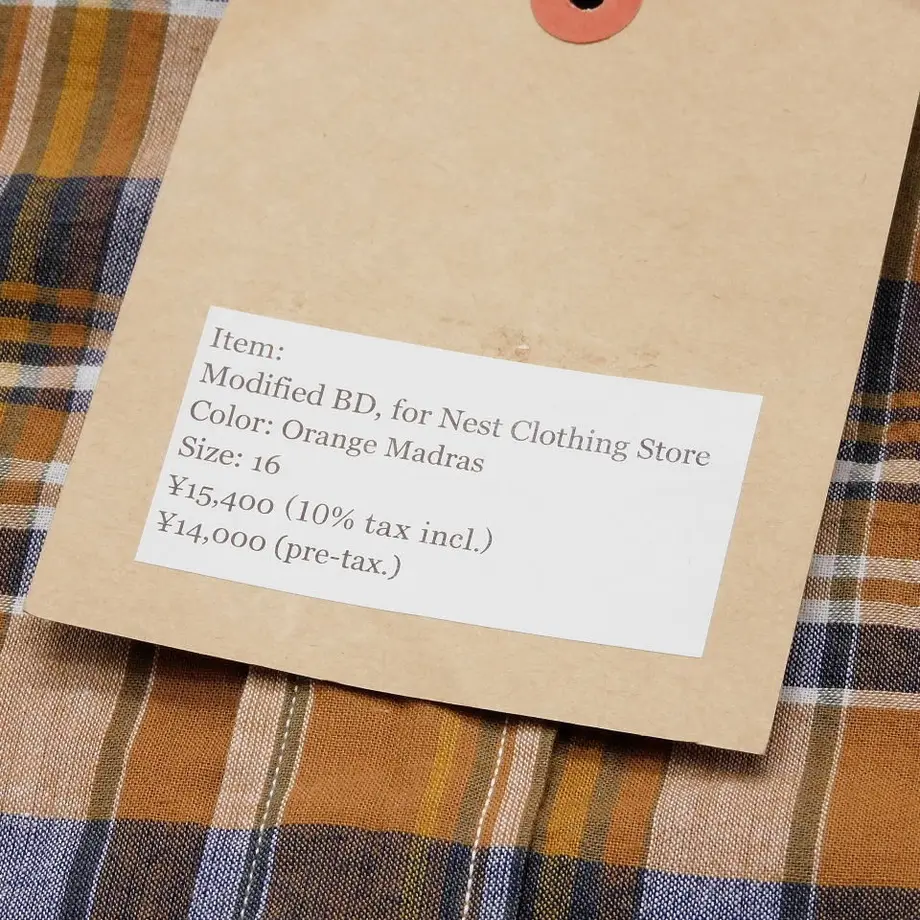 Item:
Modified BD, for Nest Clothing Store
Color: Orange Madras
Size: 16
¥15,400 (10% tax incl.)
¥14,000 (pre-tax.)